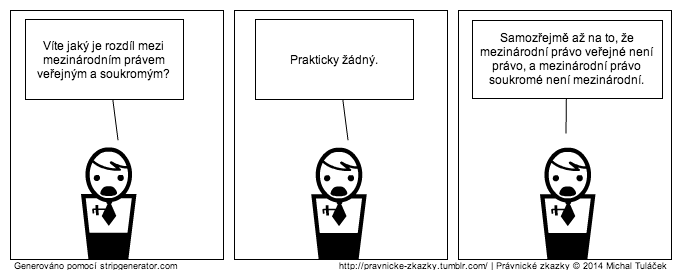 Víte jaký je rozdíl mezi
mezinárodním právem
veřejným a soukromým?
Prakticky žádný.
Samozřejmě až na to, že
mezinárodní právo veřejné není
právo, a mezinárodní právo
soukromé není mezinárodní.
Generováno pomocí stripgenerator.com
http://pravnicke-zkazky.tumblr.com/ | Právnické zkazky © 2014 Michal Tuláček